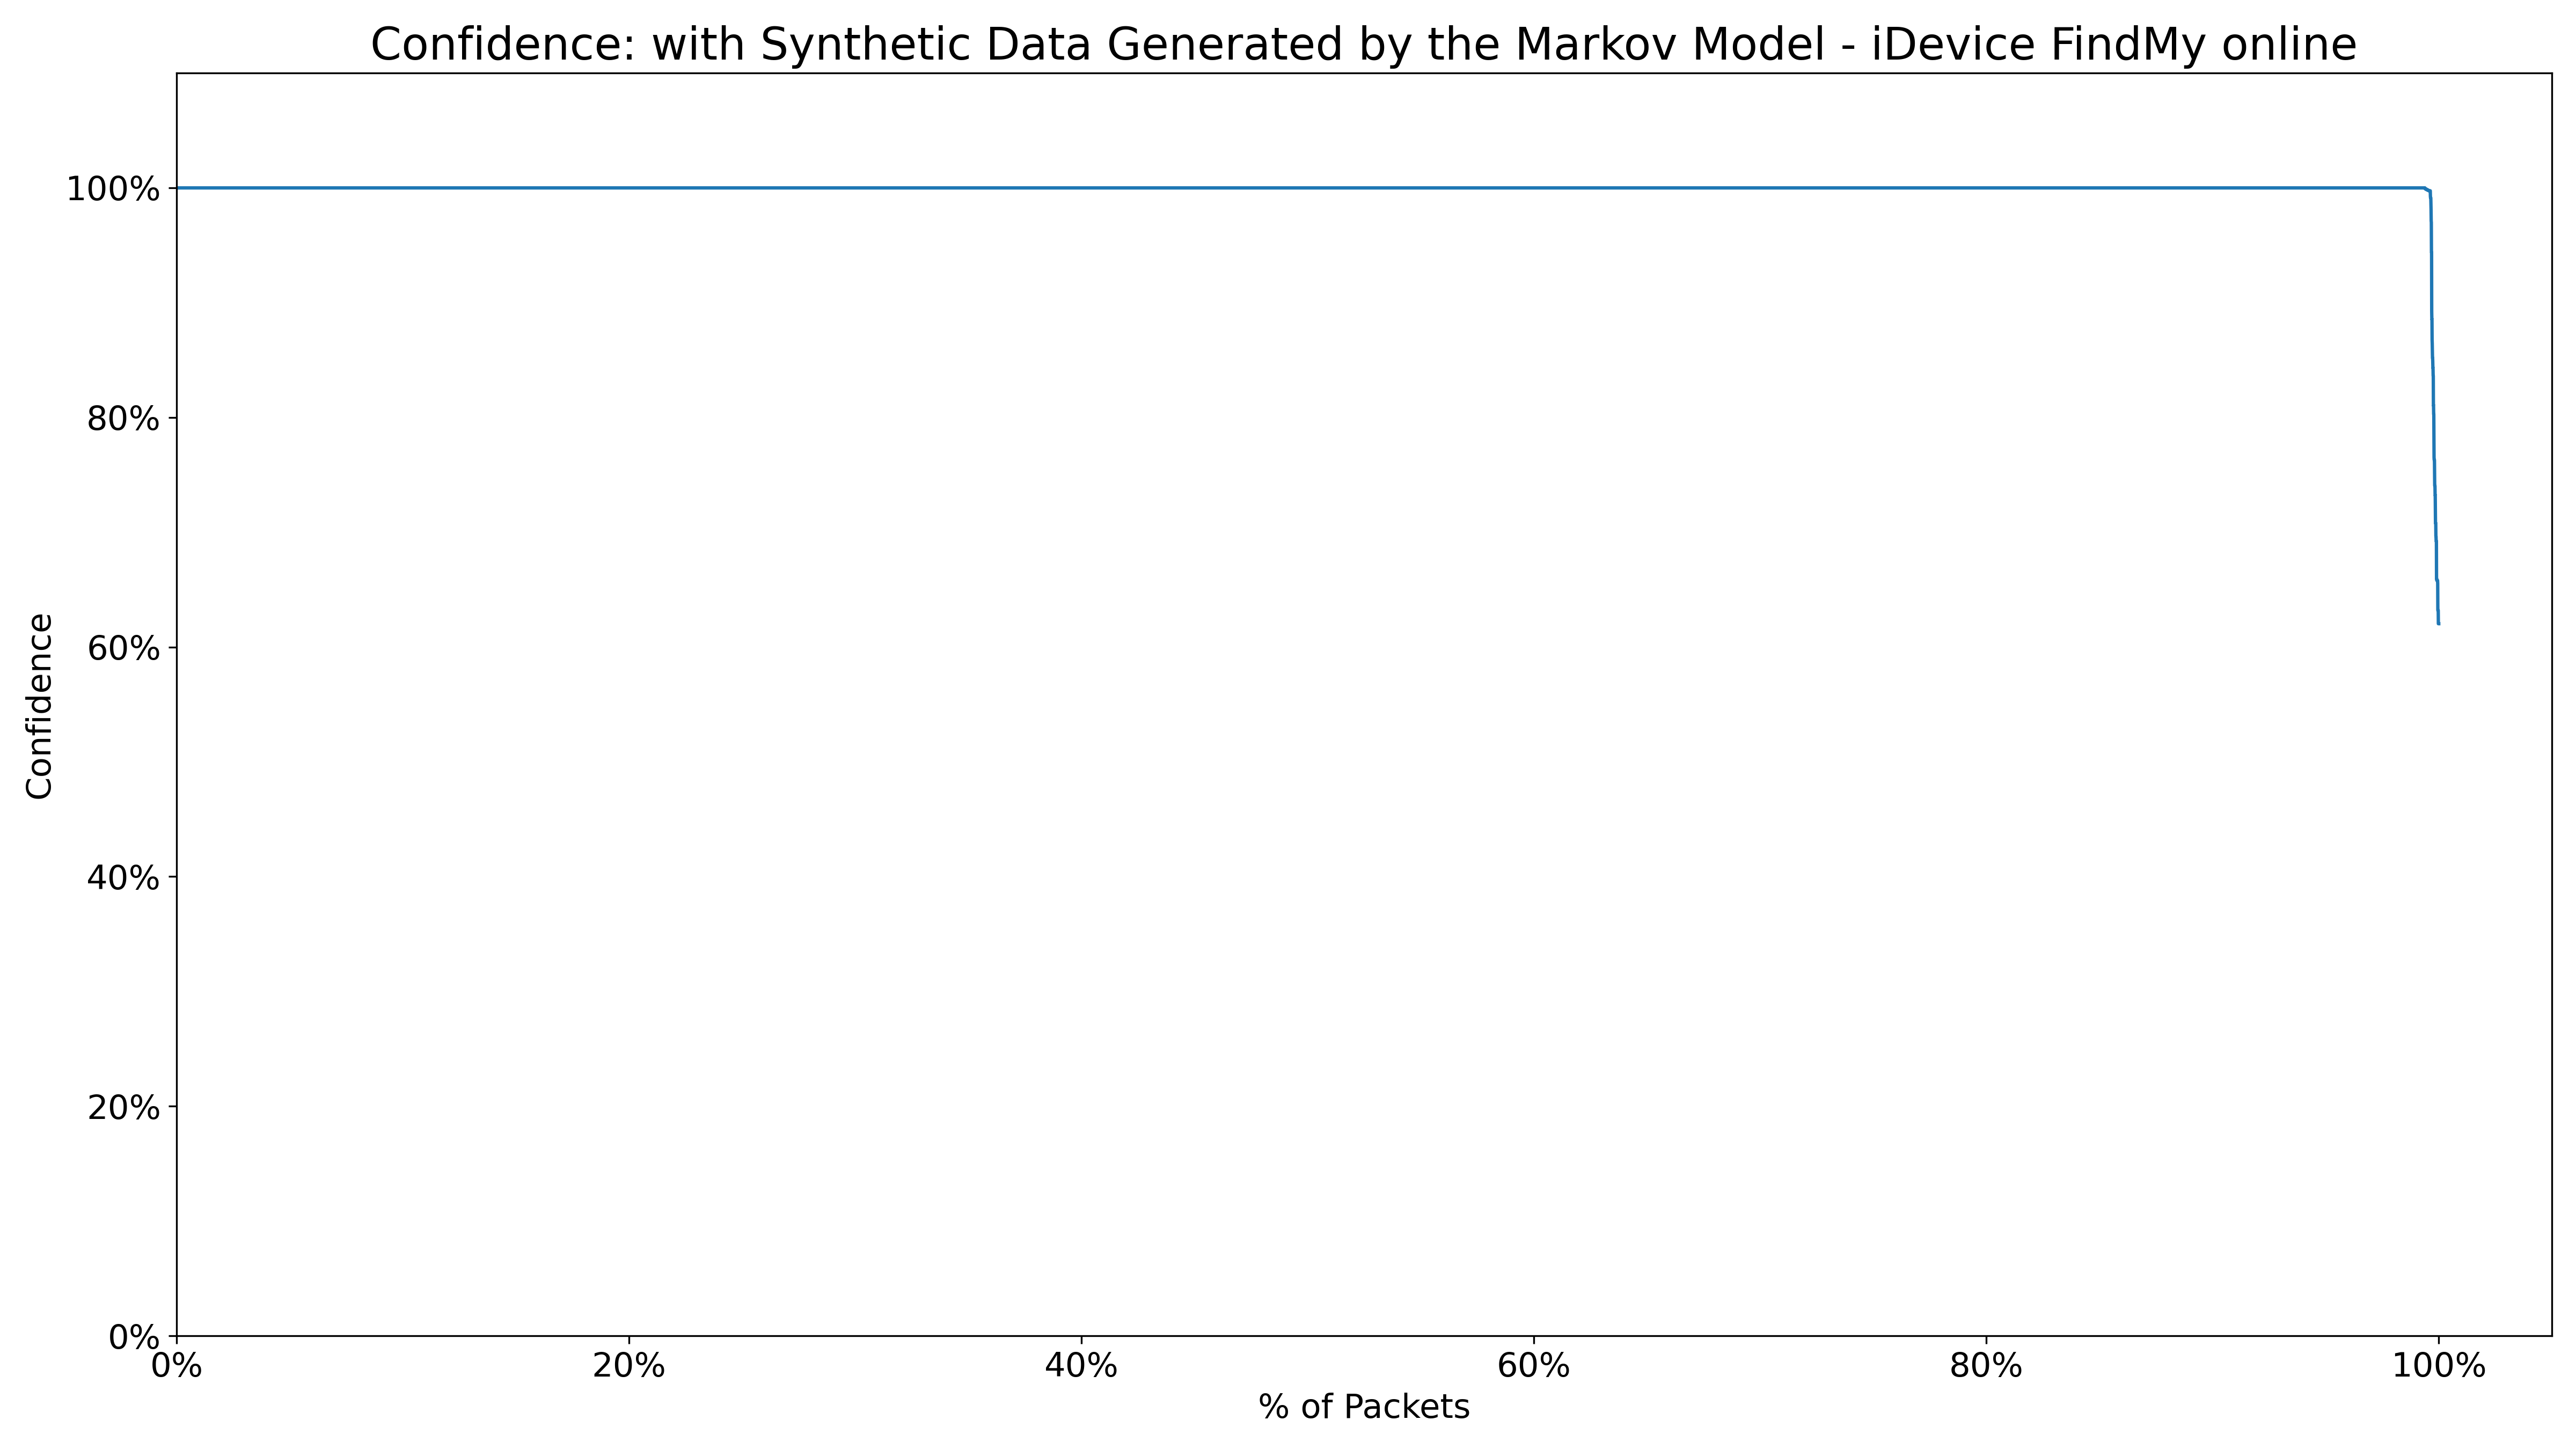 Confidence: with Synthetic Data Generated by the Markov Model - iDevice FindMy online
100%
80%
60%
40%
20%
0%
Confidence
0% 20% 40% 60% 80% 100%
% of Packets